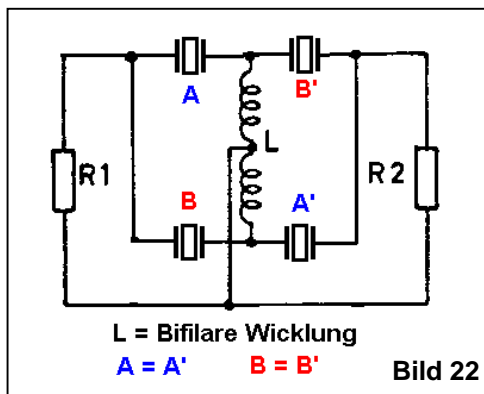 A B'
L
R1 B A' R2
L = Bifilare Wicklung
A = A' B = B'
Bild 22